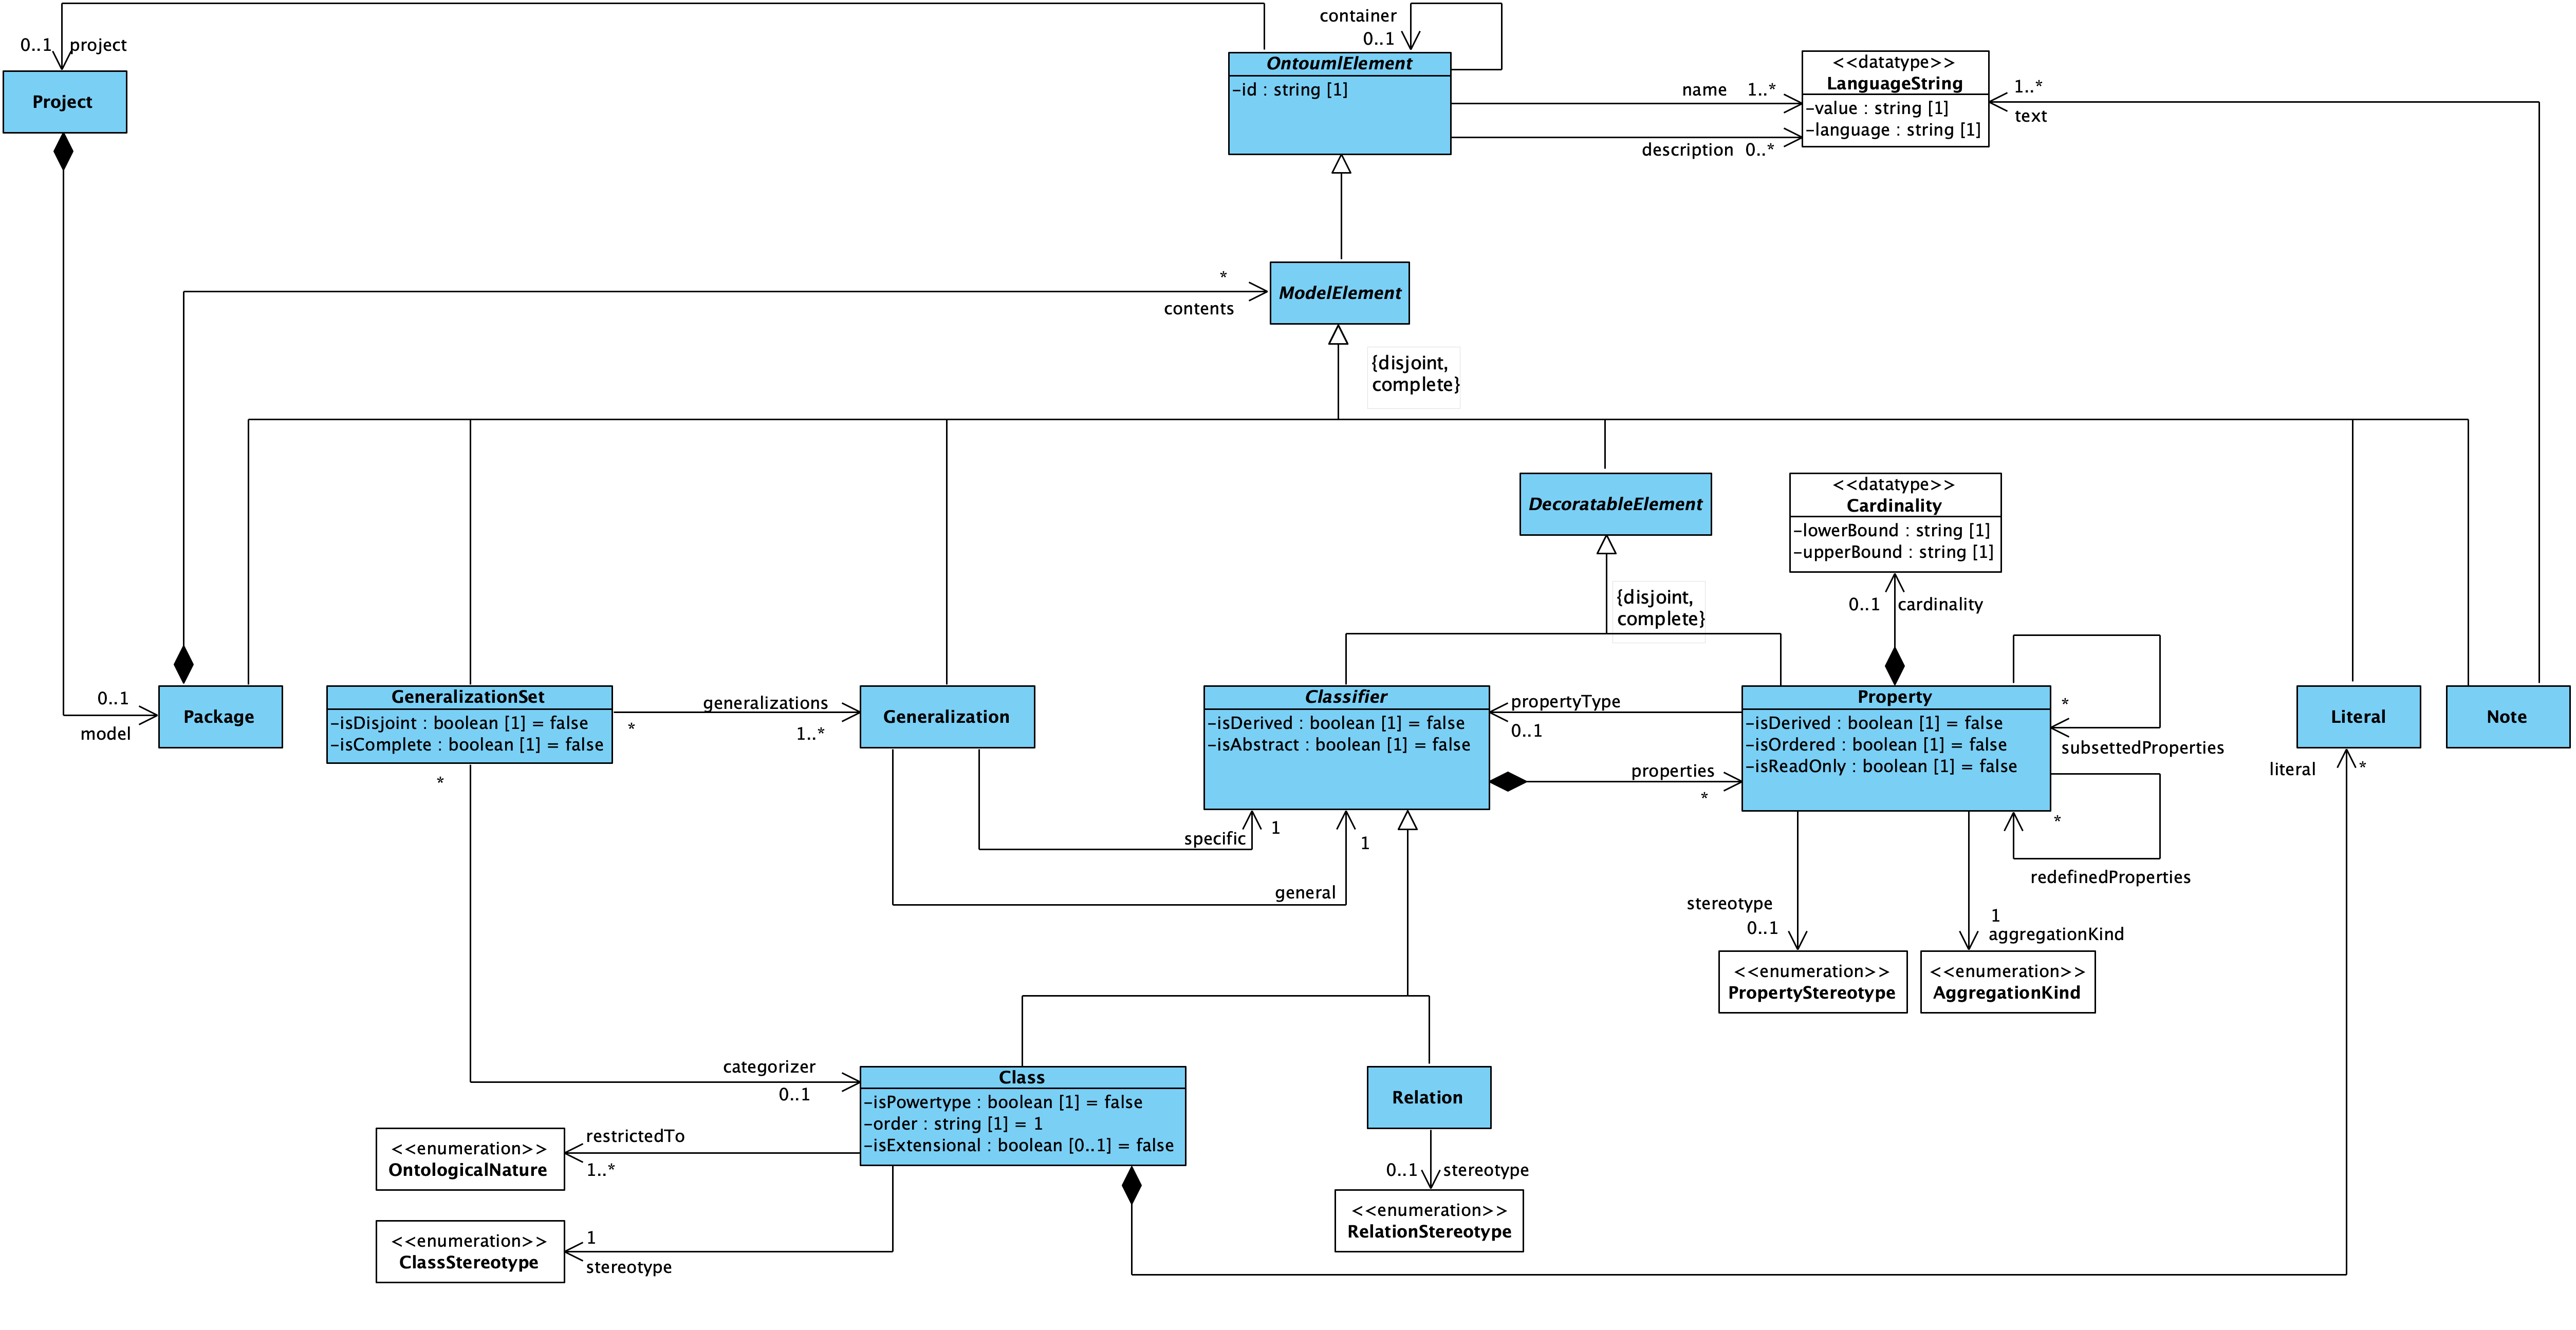 container
0..1
0..1 project
Project
OntoumlElement
-id : string [1]
name 1..*
description 0..*
<<datatype>>
LanguageString
-value : string [1]
-language : string [1]
1..*
text
*
contents
ModelElement
{disjoint,
complete}
DecoratableElement
<<datatype>>
Cardinality
-lowerBound : string [1]
-upperBound : string [1]
{disjoint,
complete}
0..1 cardinality
0..1
model
Package
GeneralizationSet
-isDisjoint : boolean [1] = false
-isComplete : boolean [1] = false
generalizations
*
1..*
Generalization
Classifier
-isDerived : boolean [1] = false
-isAbstract : boolean [1] = false
propertyType
0..1
properties
*
Property
-isDerived : boolean [1] = false
-isOrdered : boolean [1] = false
-isReadOnly : boolean [1] = false
*
subsettedProperties
*
redefinedProperties
Literal
literal *
Note
*
specific 1
general 1
stereotype
0..1
1
aggregationKind
<<enumeration>>
PropertyStereotype
<<enumeration>>
AggregationKind
categorizer
0..1
Class
-isPowertype : boolean [1] = false
-order : string [1] = 1
-isExtensional : boolean [0..1] = false
Relation
restrictedTo
1..*
<<enumeration>>
OntologicalNature
0..1 stereotype
<<enumeration>>
RelationStereotype
1
stereotype
<<enumeration>>
ClassStereotype